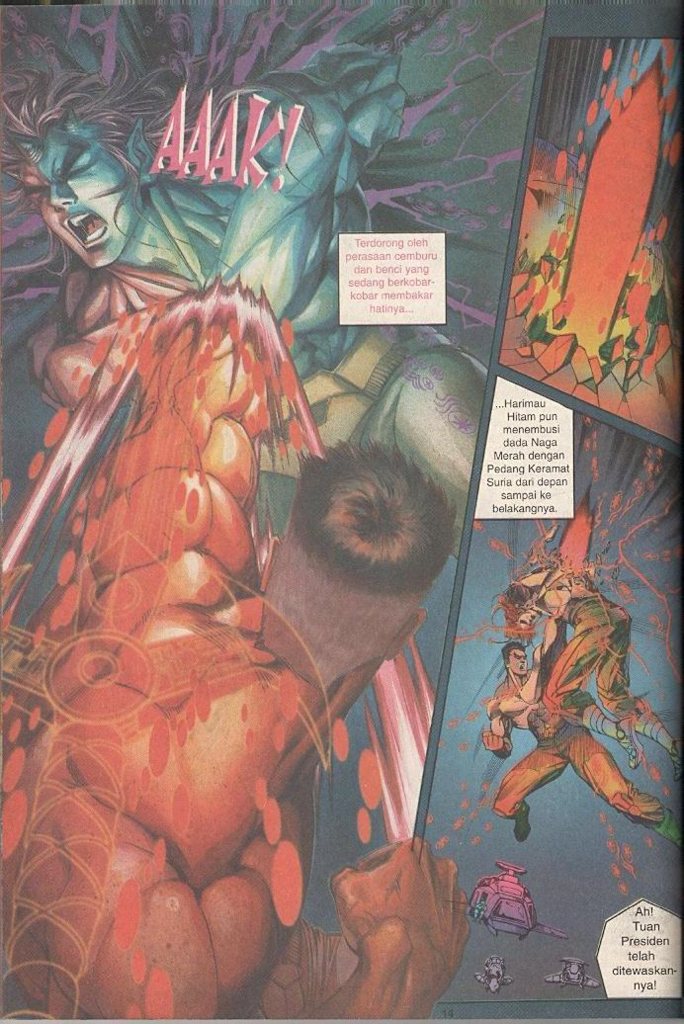 AAAK!
Terdorong oleh
perasaan cemburu
dan benci yang
sedang berkobar-
kobar membakar
hatinya...
...Harimau
Hitam pun
menembusi
dada Naga
Merah dengan
Pedang Keramat
Suria dari depan
sampai ke
belakangnya.
Ah!
Tuan
Presiden
telah
ditewaskan-
nya!